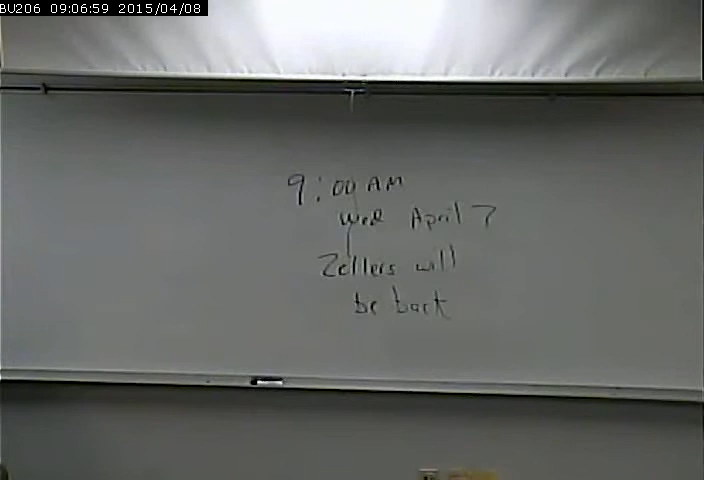 BU206 09:06:59 2015/04/08
9:00 AM
Wed April 7
Zellers will
be back